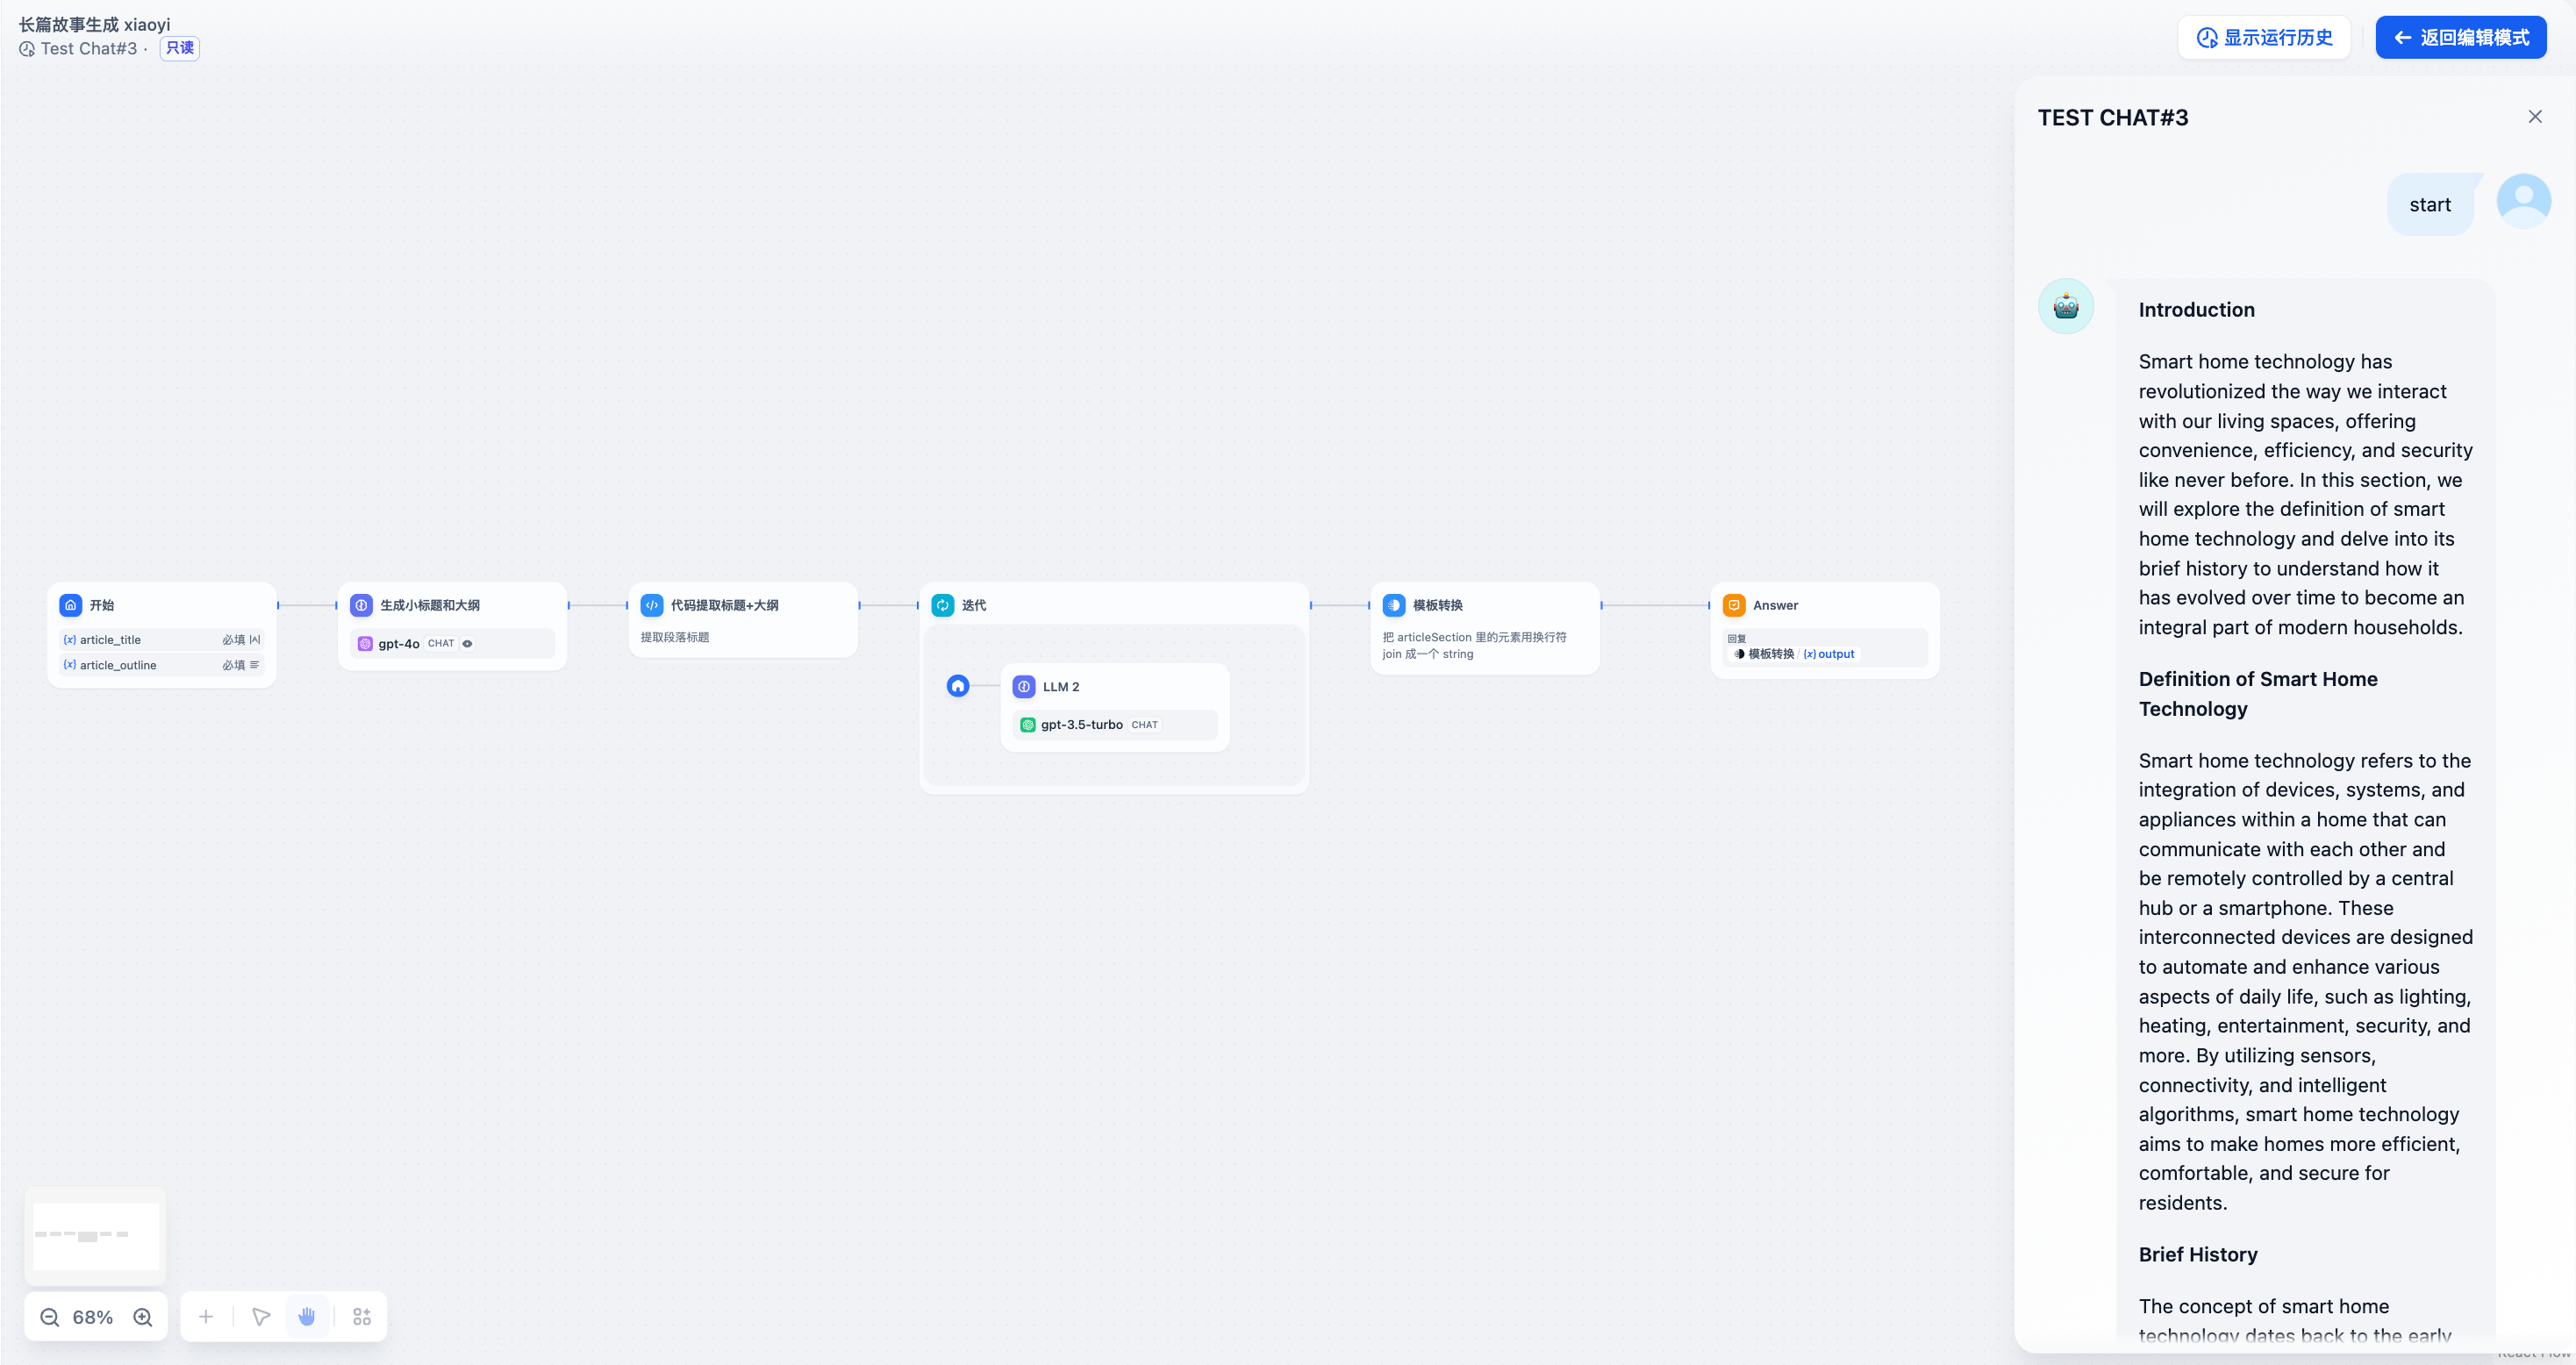 长篇故事生成 xiaoyi
Test Chat#3 · 只读
显示运行历史
返回编辑模式
开始
(x) article_title 必填
(x) article_outline 必填
生成小标题和大纲
gpt-4o CHAT
代码提取标题+大纲
提取段落标题
迭代
LLM 2
gpt-3.5-turbo CHAT
模板转换
把 articleSection 里的元素用换行符
join 成一个 string
Answer
回复
模板转换 / (x) output
68%
TEST CHAT#3
start
Introduction
Smart home technology has
revolutionized the way we interact
with our living spaces, offering
convenience, efficiency, and security
like never before. In this section, we
will explore the definition of smart
home technology and delve into its
brief history to understand how it
has evolved over time to become an
integral part of modern households.
Definition of Smart Home
Technology
Smart home technology refers to the
integration of devices, systems, and
appliances within a home that can
communicate with each other and
be remotely controlled by a central
hub or a smartphone. These
interconnected devices are designed
to automate and enhance various
aspects of daily life, such as lighting,
heating, entertainment, security, and
more. By utilizing sensors,
connectivity, and intelligent
algorithms, smart home technology
aims to make homes more efficient,
comfortable, and secure for
residents.
Brief History
The concept of smart home
technology dates back to the early
React Flow